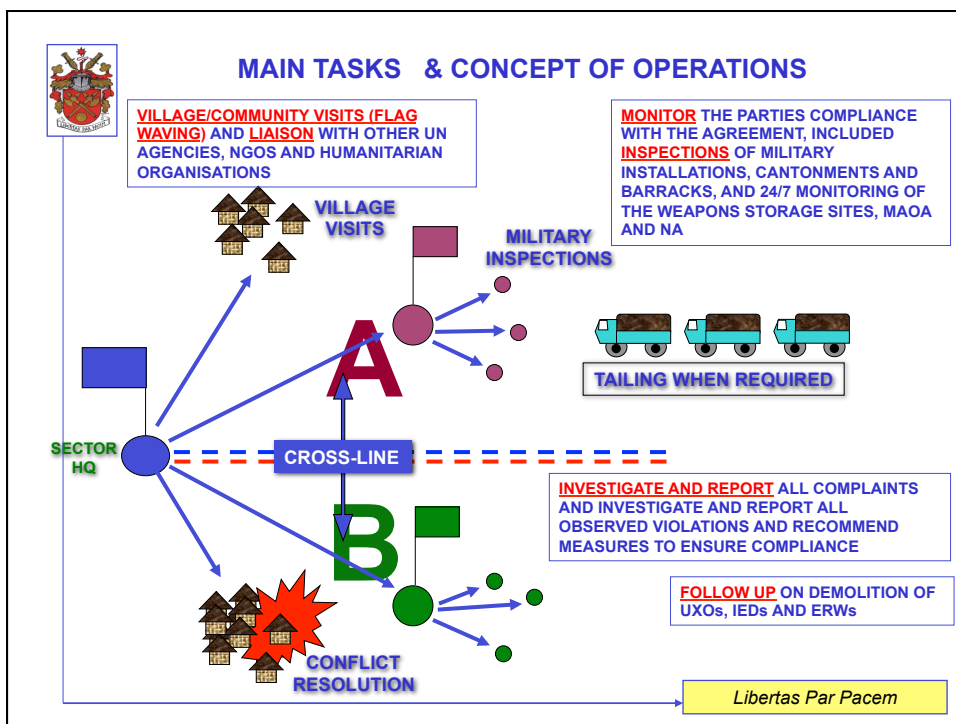 MAIN TASKS & CONCEPT OF OPERATIONS
LIBERTAS PAR PACEM
VILLAGE/COMMUNITY VISITS (FLAG
WAVING) AND LIAISON WITH OTHER UN
AGENCIES, NGOS AND HUMANITARIAN
ORGANISATIONS
MONITOR THE PARTIES COMPLIANCE
WITH THE AGREEMENT, INCLUDED
INSPECTIONS OF MILITARY
INSTALLATIONS, CANTONMENTS AND
BARRACKS, AND 24/7 MONITORING OF
THE WEAPONS STORAGE SITES, MAOA
AND NA
VILLAGE
VISITS
MILITARY
INSPECTIONS
A
TAILING WHEN REQUIRED
SECTOR
HQ
CROSS-LINE
B
INVESTIGATE AND REPORT ALL COMPLAINTS
AND INVESTIGATE AND REPORT ALL
OBSERVED VIOLATIONS AND RECOMMEND
MEASURES TO ENSURE COMPLIANCE
FOLLOW UP ON DEMOLITION OF
UXOs, IEDs AND ERWs
CONFLICT
RESOLUTION
Libertas Par Pacem